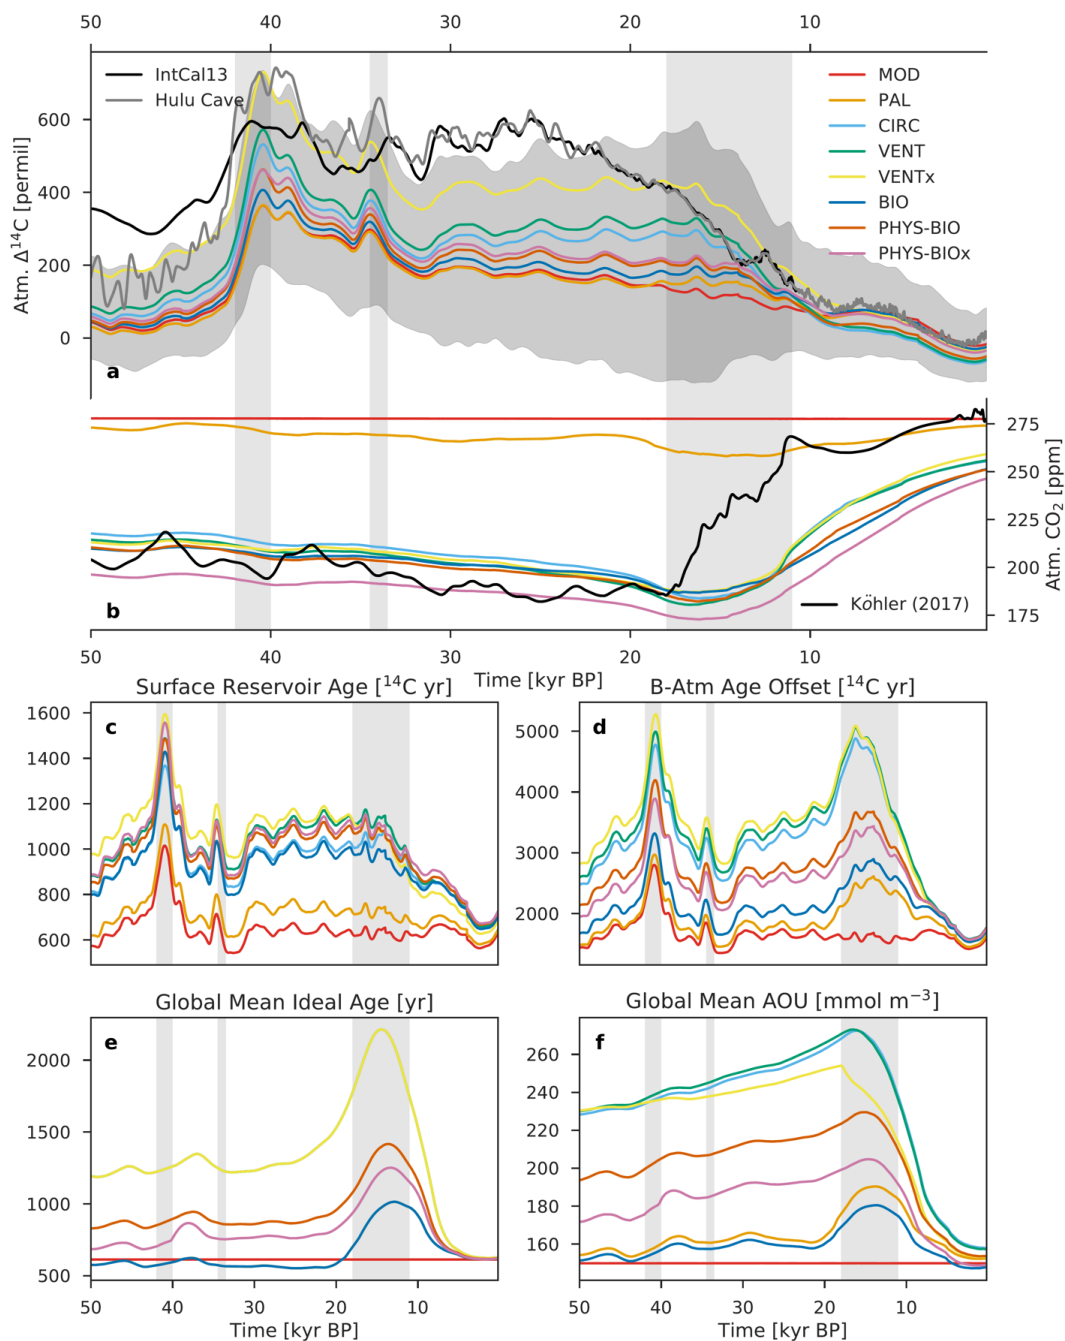 50 40 30 20 10
IntCal13
Hulu Cave
MOD
PAL
CIRC
VENT
VENTx
BIO
PHYS-BIO
PHYS-BIOx
Atm. Δ¹⁴C [permil]
600
400
200
0
a
275
250
225
200
175
Atm. CO₂ [ppm]
b
Köhler (2017)
50 40 30 20 10
Time [kyr BP]
Surface Reservoir Age [¹⁴C yr]
c
1600
1400
1200
1000
800
600
B-Atm Age Offset [¹⁴C yr]
d
5000
4000
3000
2000
Global Mean Ideal Age [yr]
e
2000
1500
1000
500
50 40 30 20 10
Time [kyr BP]
Global Mean AOU [mmol m⁻³]
f
260
240
220
200
180
160
50 40 30 20 10
Time [kyr BP]